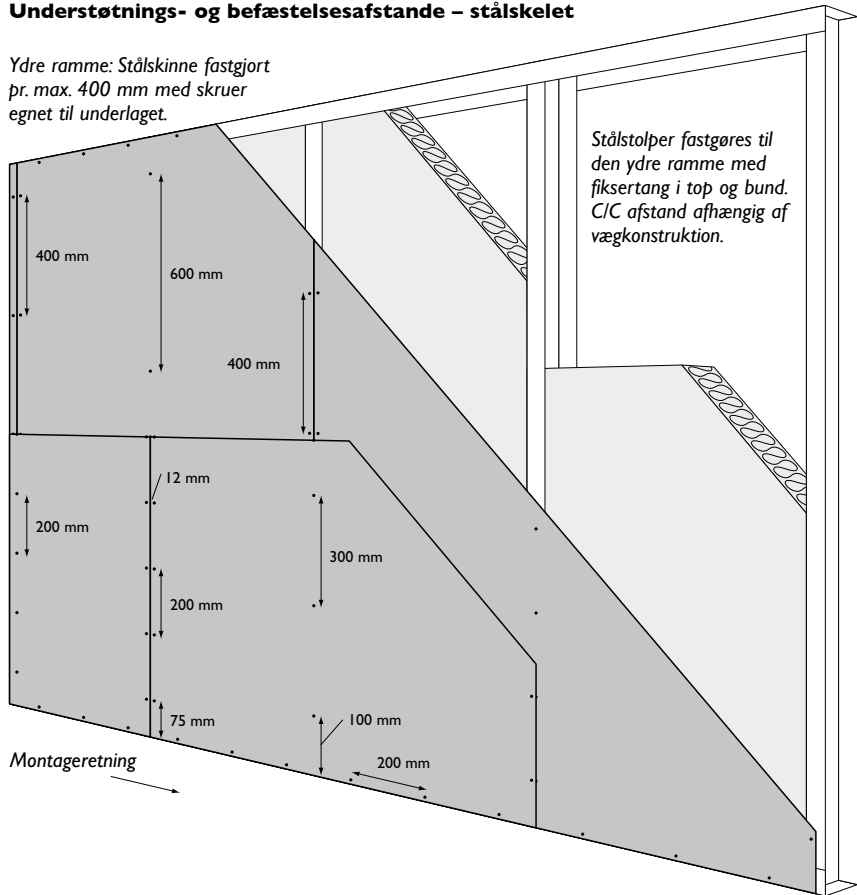 Understøtnings- og befæstelsesafstande – stålskelet
Ydre ramme: Stålskinne fastgjort
pr. max. 400 mm med skruer
egnet til underlaget.
Stålstolper fastgøres til
den ydre ramme med
fiksertang i top og bund.
C/C afstand afhængig af
vægkonstruktion.
400 mm
600 mm
400 mm
12 mm
200 mm
300 mm
200 mm
75 mm
100 mm
200 mm
Montageretning